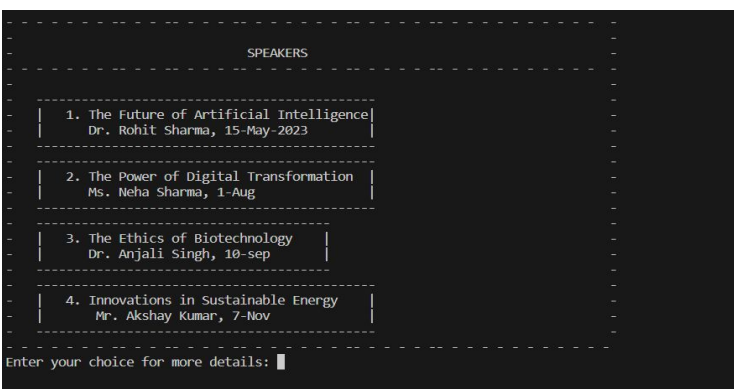 SPEAKERS
1. The Future of Artificial Intelligence
Dr. Rohit Sharma, 15-May-2023
2. The Power of Digital Transformation
Ms. Neha Sharma, 1-Aug
3. The Ethics of Biotechnology
Dr. Anjali Singh, 10-sep
4. Innovations in Sustainable Energy
Mr. Akshay Kumar, 7-Nov
Enter your choice for more details: